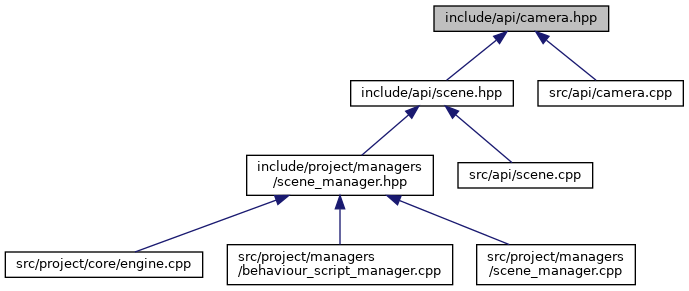 include/api/camera.hpp
include/api/scene.hpp
src/api/camera.cpp
include/project/managers
/scene_manager.hpp
src/api/scene.cpp
src/project/core/engine.cpp
src/project/managers
/behaviour_script_manager.cpp
src/project/managers
/scene_manager.cpp